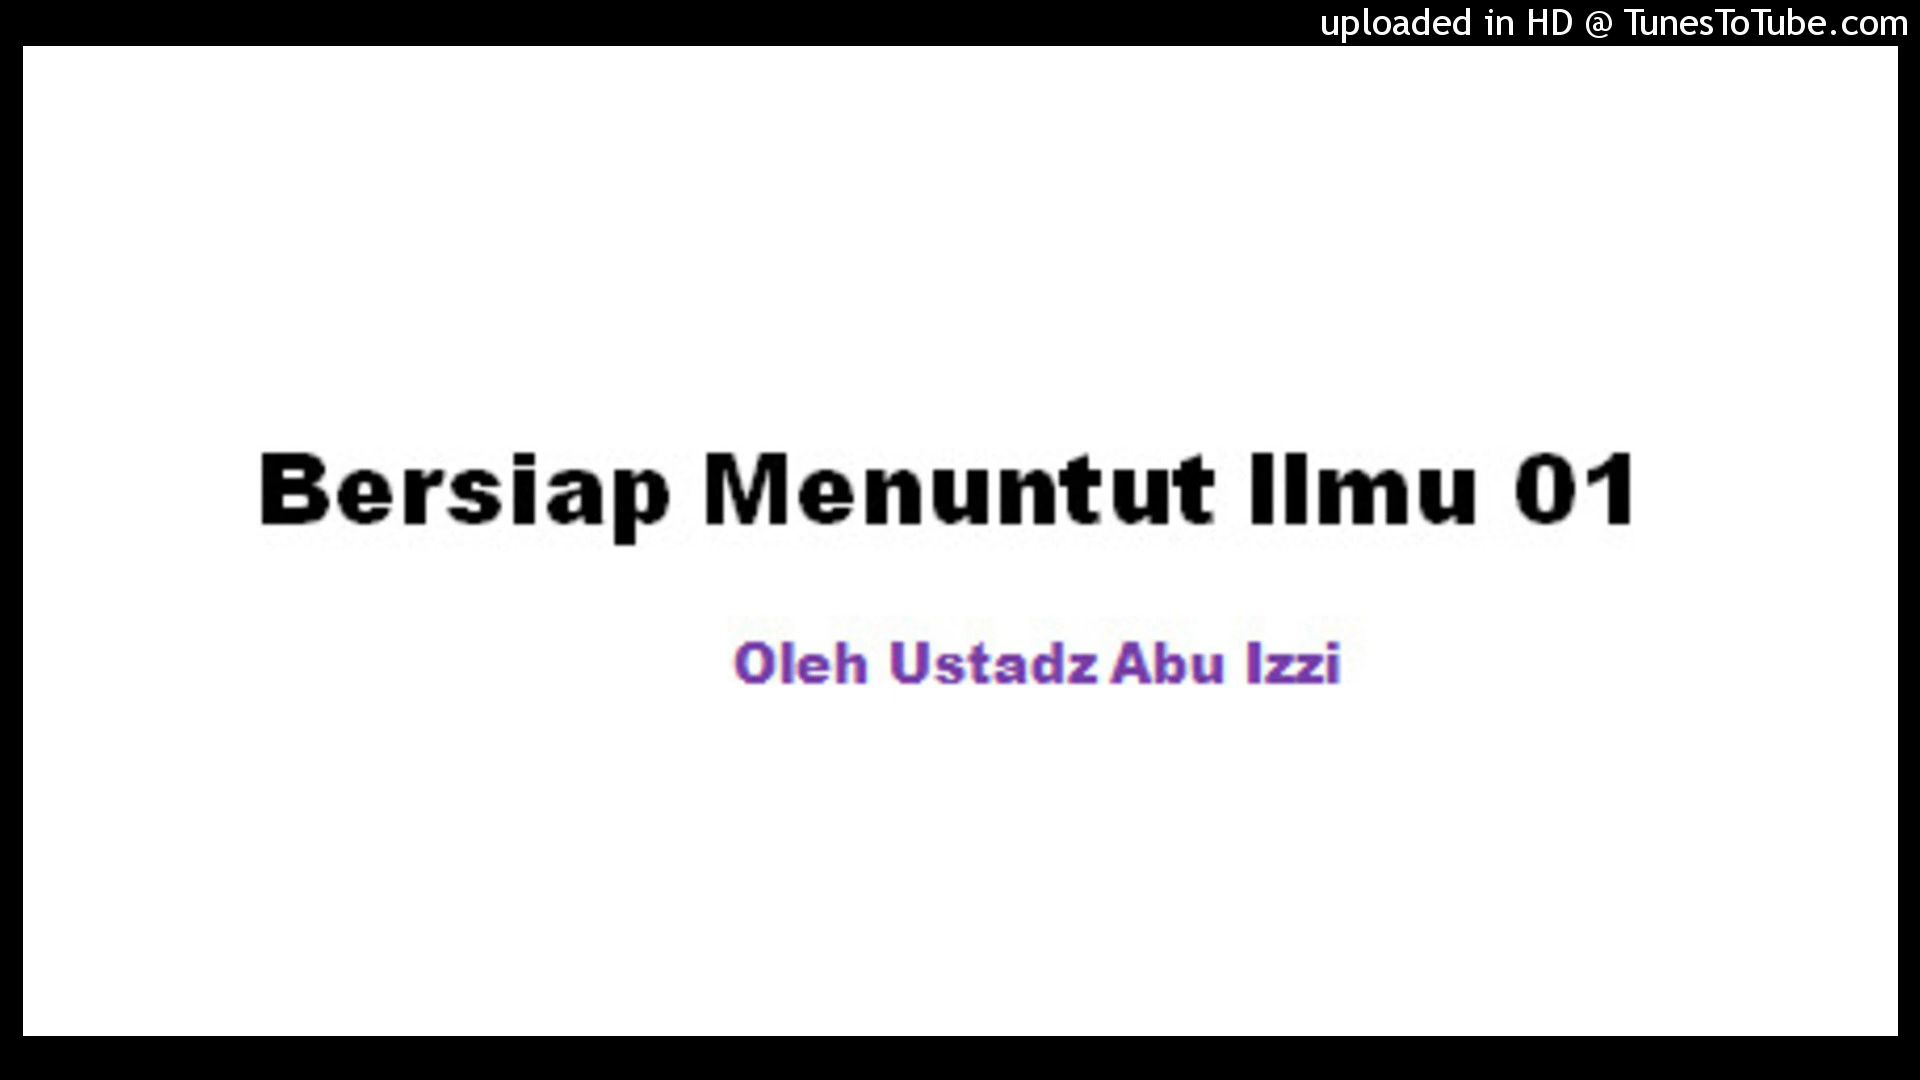 uploaded in HD @ TunesToTube.com
Bersiap Menuntut Ilmu 01
Oleh Ustadz Abu Izzi